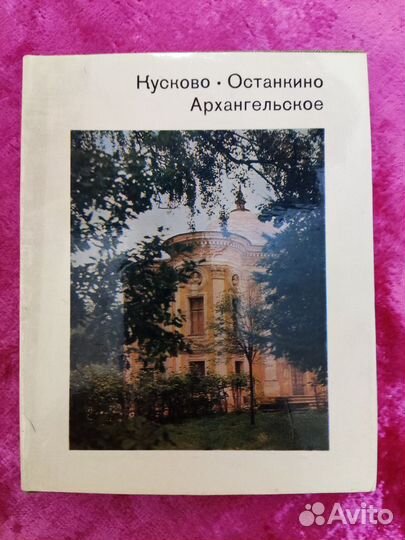 Кусково · Останкино
Архангельское
Avito